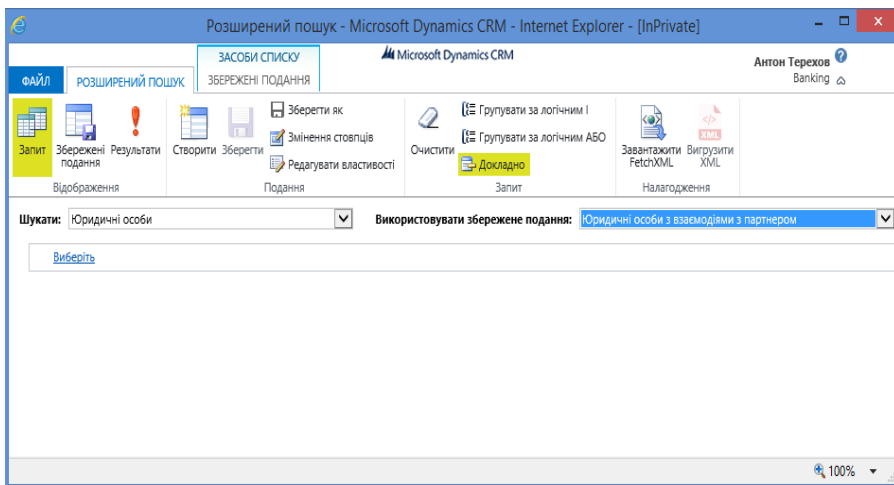 Розширений пошук - Microsoft Dynamics CRM - Internet Explorer - [InPrivate]
ЗАСОБИ СПИСКУ
Microsoft Dynamics CRM
Антон Терехов
ФАЙЛ
РОЗШИРЕНИЙ ПОШУК
ЗБЕРЕЖЕНІ ПОДАННЯ
Banking
Запит
Збережені подання
Результати
Створити
Зберегти
Зберегти як
Змінення стовпців
Редагувати властивості
Очистити
Групувати за логічним І
Групувати за логічним АБО
Докладно
Завантажити FetchXML
Вигрузити XML
Відображення
Подання
Запит
Налагодження
Шукати: Юридичні особи
Використовувати збережене подання: Юридичні особи з взаємодіями з партнером
Виберіть
100%